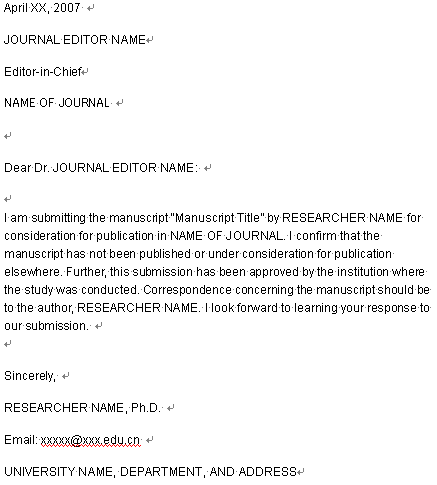 April XX, 2007
JOURNAL EDITOR NAME
Editor-in-Chief
NAME OF JOURNAL
Dear Dr. JOURNAL EDITOR NAME:
I am submitting the manuscript "Manuscript Title" by RESEARCHER NAME for
consideration for publication in NAME OF JOURNAL. I confirm that the
manuscript has not been published or under consideration for publication
elsewhere. Further, this submission has been approved by the institution where
the study was conducted. Correspondence concerning the manuscript should be
to the author, RESEARCHER NAME. I look forward to learning your response to
our submission.
Sincerely,
RESEARCHER NAME, Ph.D.
Email: xxxxx@xxx.edu.cn
UNIVERSITY NAME, DEPARTMENT, AND ADDRESS